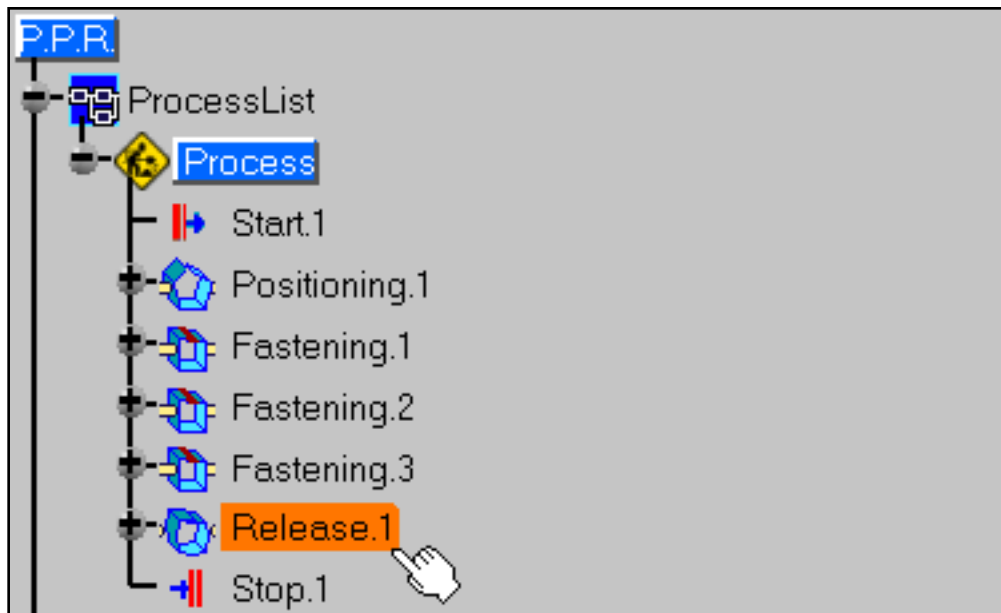 P.P.R.
ProcessList
Process
Start.1
Positioning.1
Fastening.1
Fastening.2
Fastening.3
Release.1
Stop.1